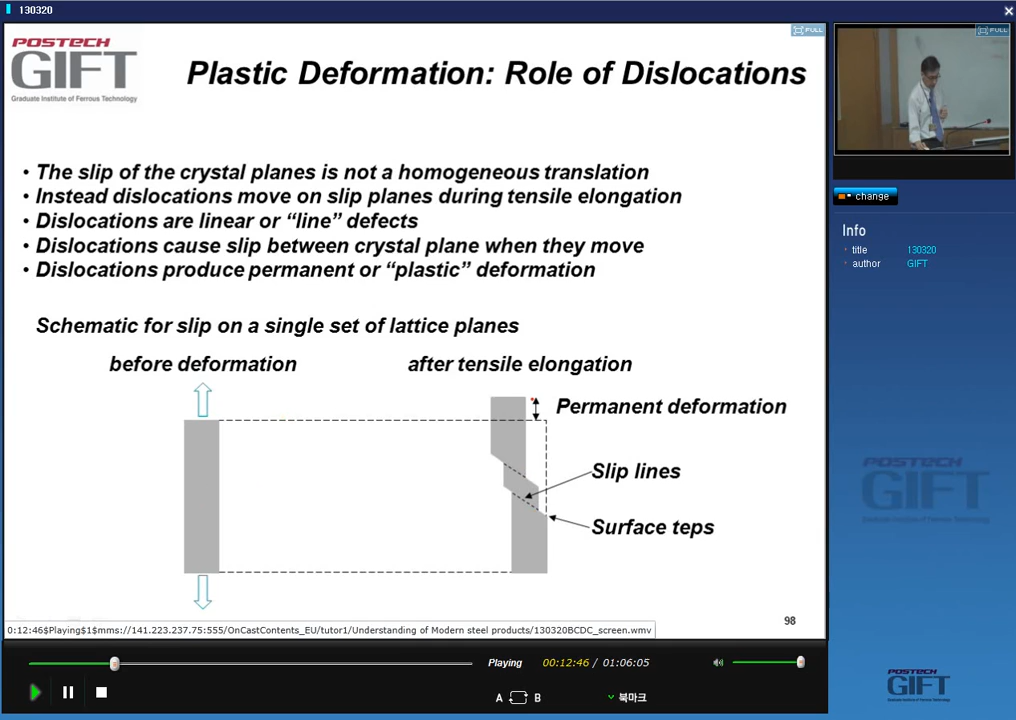 130320
POSTECH
GIFT
Graduate Institute of Ferrous Technology
FULL
Plastic Deformation: Role of Dislocations
• The slip of the crystal planes is not a homogeneous translation
• Instead dislocations move on slip planes during tensile elongation
• Dislocations are linear or “line” defects
• Dislocations cause slip between crystal plane when they move
• Dislocations produce permanent or “plastic” deformation
Schematic for slip on a single set of lattice planes
before deformation
after tensile elongation
Permanent deformation
Slip lines
Surface teps
98
0:12:46$Playing$1$mms://141.223.237.75:555/OnCastContents_EU/tutor1/Understanding of Modern steel products/130320BCDC_screen.wmv
Playing
00:12:46 / 01:06:05
A B
북마크
FULL
change
Info
title 130320
author GIFT
POSTECH
GIFT
POSTECH
GIFT